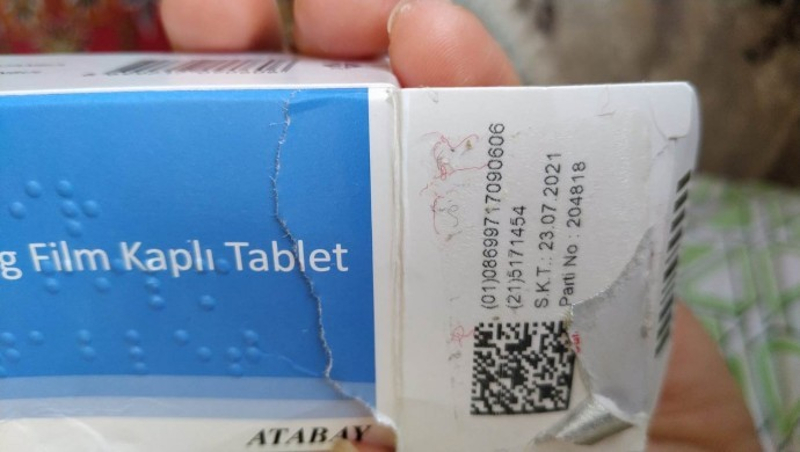 g Film Kaplı Tablet
ATABAY
(01)08699717090606
(21)5171454
S.K.T.: 23.07.2021
Parti No : 204818